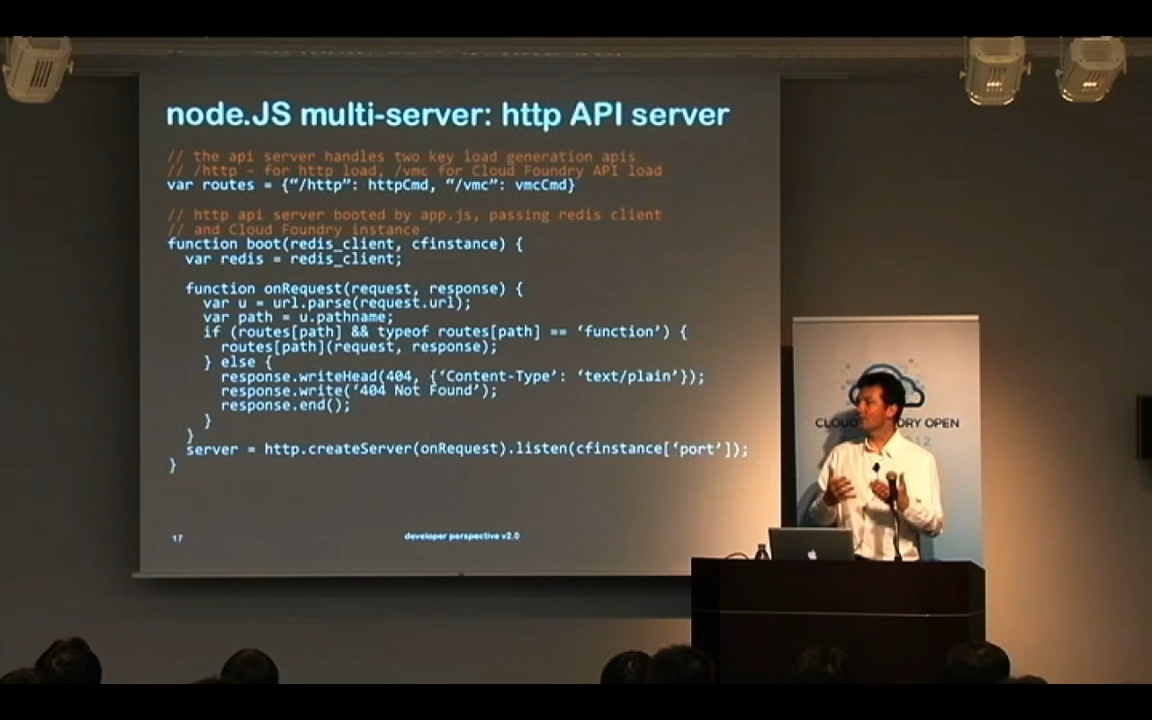 node.JS multi-server: http API server
// the api server handles two key load generation apis
// /http – for http load, /vmc for Cloud Foundry API load
var routes = {“/http”: httpCmd, “/vmc”: vmcCmd}
// http api server booted by app.js, passing redis client
// and Cloud Foundry instance
function boot(redis_client, cfinstance) {
var redis = redis_client;
function onRequest(request, response) {
var u = url.parse(request.url);
var path = u.pathname;
if (routes[path] && typeof routes[path] == ‘function’) {
routes[path](request, response);
} else {
response.writeHead(404, {‘Content-Type’: ‘text/plain’});
response.write(‘404 Not Found’);
response.end();
}
}
server = http.createServer(onRequest).listen(cfinstance[‘port’]);
}
17
developer perspective v2.0
CLOUD DRY OPEN
12